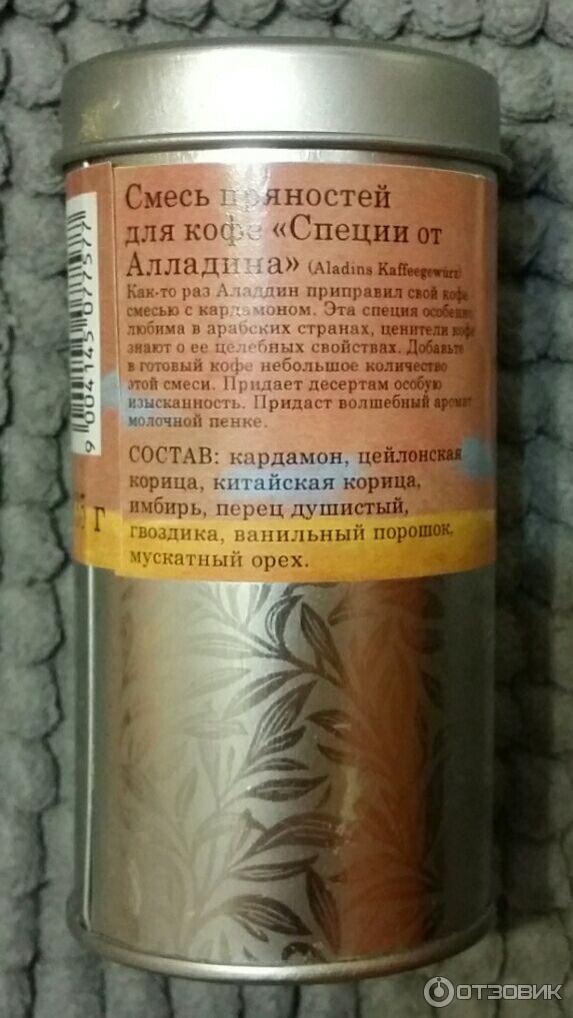 Смесь пряностей
для кофе «Специи от
Алладина» (Aladins Kaffeegewürz)
Как-то раз Аладдин приправил свой кофе
смесью с кардамоном. Эта специя особенно
любима в арабских странах, ценители кофе
знают о ее целебных свойствах. Добавьте
в готовый кофе небольшое количество
этой смеси. Придает десертам особую
изысканность. Придаст волшебный аромат
молочной пенке.
СОСТАВ: кардамон, цейлонская
корица, китайская корица,
имбирь, перец душистый,
гвоздика, ванильный порошок,
мускатный орех.
9 004145 077577
г
ОТЗОВИК